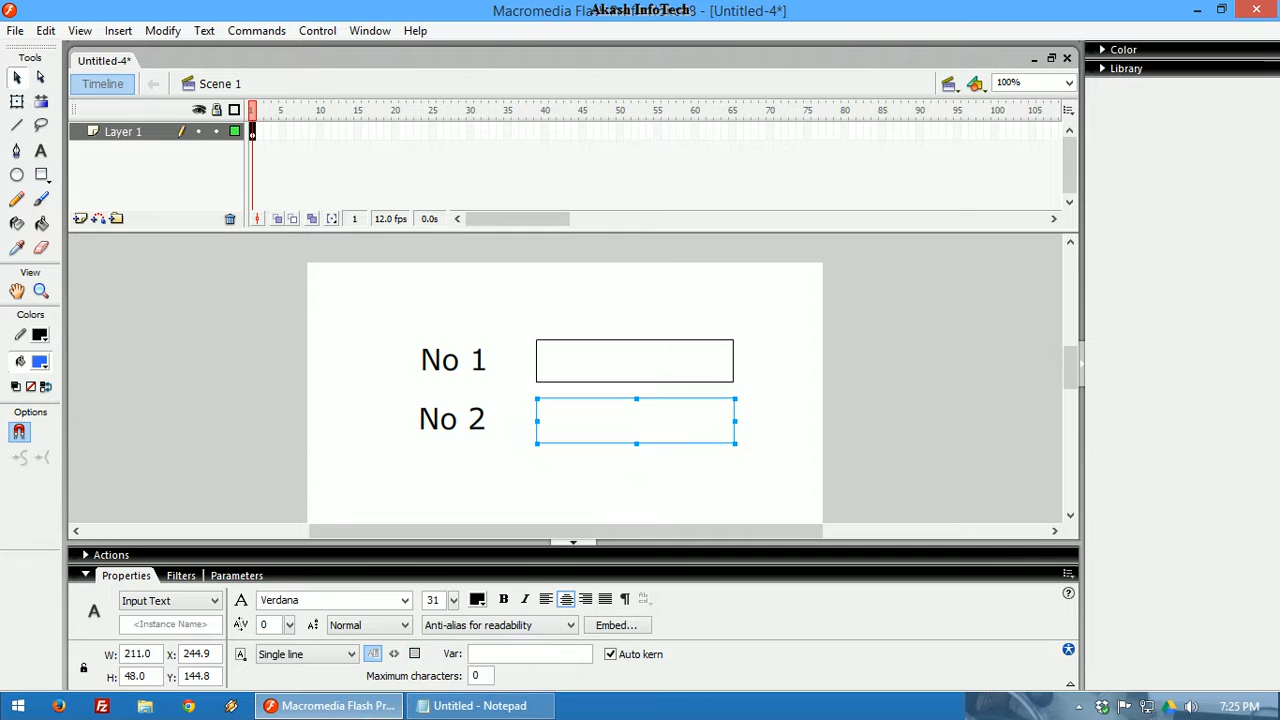 Macromedia Fla 8 - [Untitled-4*]
Akash InfoTech
File Edit View Insert Modify Text Commands Control Window Help
Tools
Untitled-4*
Color
Library
Timeline
Scene 1
100%
1 5 10 15 20 25 30 35 40 45 50 55 60 65 70 75 80 85 90 95 100 105
Layer 1
1 12.0 fps 0.0s
View
Colors
Options
No 1
No 2
Actions
Properties Filters Parameters
Input Text
A Verdana 31 B I
<Instance Name>
A/V 0 Normal Anti-alias for readability Embed...
W: 211.0 X: 244.9
Single line Var: Auto kern
H: 48.0 Y: 144.8
Maximum characters: 0
Macromedia Flash Pr... Untitled - Notepad 7:25 PM